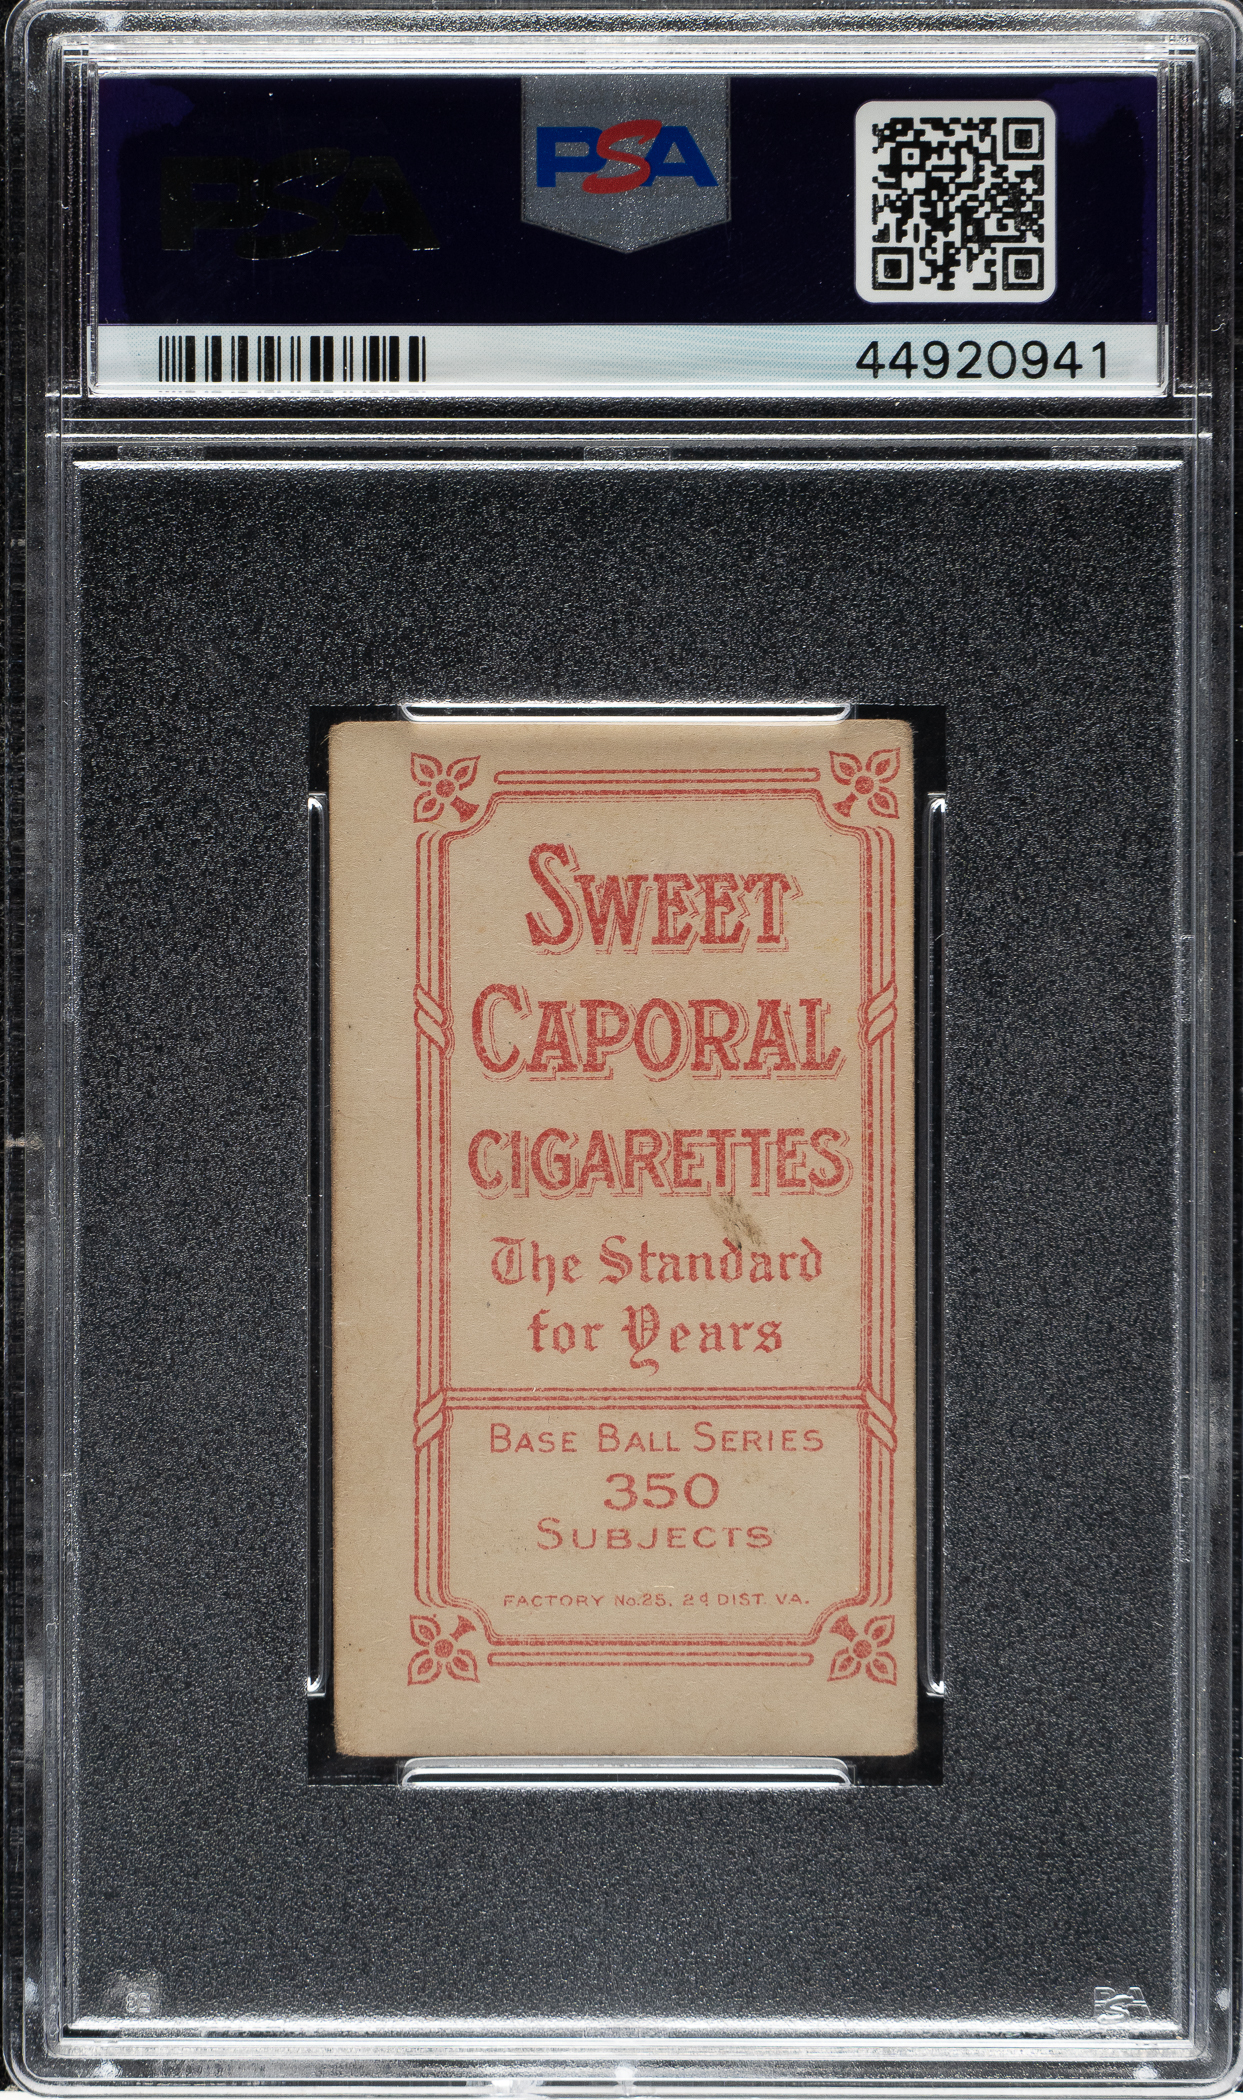 PSA
PSA
44920941
SWEET
CAPORAL
CIGARETTES
The Standard
for Years
BASE BALL SERIES
350
SUBJECTS
FACTORY No.25, 2d DIST. VA.
PSA